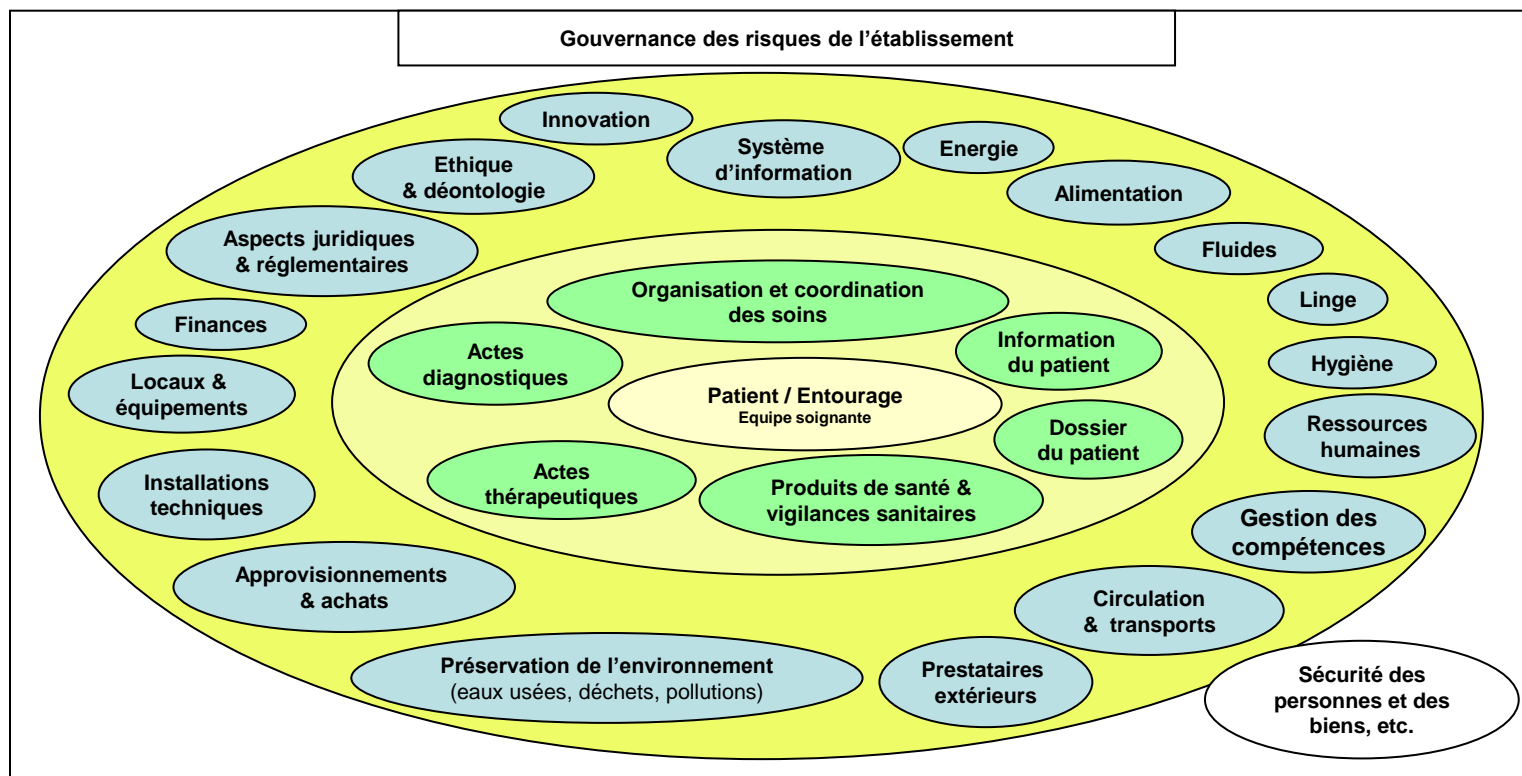 Gouvernance des risques de l’établissement
Innovation
Système
d’information
Energie
Ethique
& déontologie
Alimentation
Aspects juridiques
& réglementaires
Fluides
Linge
Finances
Organisation et coordination
des soins
Information
du patient
Actes
diagnostiques
Hygiène
Locaux &
équipements
Patient / Entourage
Equipe soignante
Ressources
humaines
Dossier
du patient
Actes
thérapeutiques
Produits de santé &
vigilances sanitaires
Installations
techniques
Gestion des
compétences
Approvisionnements
& achats
Circulation
& transports
Préservation de l’environnement
(eaux usées, déchets, pollutions)
Prestataires
extérieurs
Sécurité des
personnes et des
biens, etc.